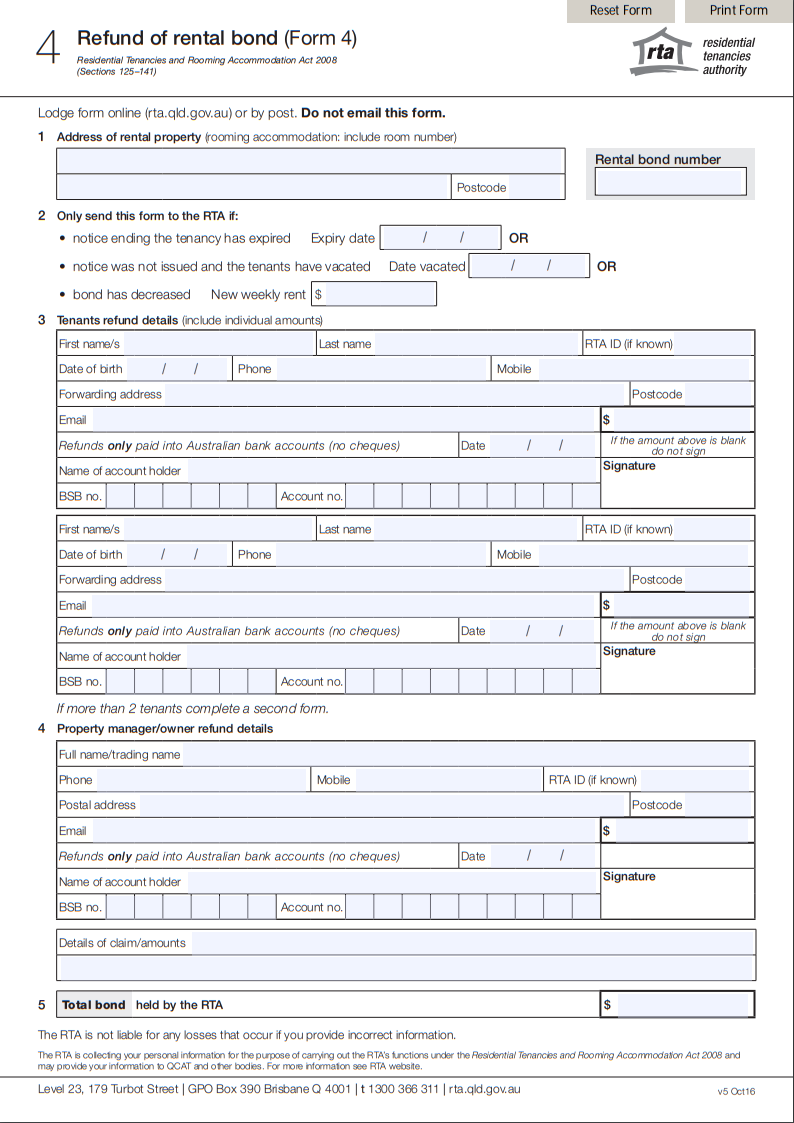 Reset Form Print Form
4 Refund of rental bond (Form 4)
Residential Tenancies and Rooming Accommodation Act 2008
(Sections 125–141)
rta residential
tenancies
authority
Lodge form online (rta.qld.gov.au) or by post. Do not email this form.
1 Address of rental property (rooming accommodation: include room number)
Rental bond number
Postcode
2 Only send this form to the RTA if:
• notice ending the tenancy has expired Expiry date / / OR
• notice was not issued and the tenants have vacated Date vacated / / OR
• bond has decreased New weekly rent $
3 Tenants refund details (include individual amounts)
First name/s Last name RTA ID (if known)
Date of birth / / Phone Mobile
Forwarding address Postcode
Email $
Refunds only paid into Australian bank accounts (no cheques) Date / / If the amount above is blank
do not sign
Name of account holder Signature
BSB no. Account no.
First name/s Last name RTA ID (if known)
Date of birth / / Phone Mobile
Forwarding address Postcode
Email $
Refunds only paid into Australian bank accounts (no cheques) Date / / If the amount above is blank
do not sign
Name of account holder Signature
BSB no. Account no.
If more than 2 tenants complete a second form.
4 Property manager/owner refund details
Full name/trading name
Phone Mobile RTA ID (if known)
Postal address Postcode
Email $
Refunds only paid into Australian bank accounts (no cheques) Date / /
Name of account holder Signature
BSB no. Account no.
Details of claim/amounts
5 Total bond held by the RTA $
The RTA is not liable for any losses that occur if you provide incorrect information.
The RTA is collecting your personal information for the purpose of carrying out the RTA's functions under the Residential Tenancies and Rooming Accommodation Act 2008 and
may provide your information to QCAT and other bodies. For more information see RTA website.
Level 23, 179 Turbot Street | GPO Box 390 Brisbane Q 4001 | t 1300 366 311 | rta.qld.gov.au
v5 Oct16